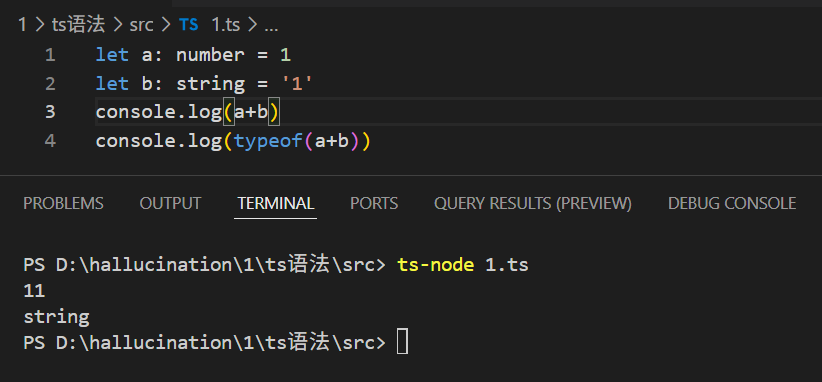 1 > ts语法 > src > TS 1.ts > ...
1 let a: number = 1
2 let b: string = '1'
3 console.log(a+b)
4 console.log(typeof(a+b))
PROBLEMS OUTPUT TERMINAL PORTS QUERY RESULTS (PREVIEW) DEBUG CONSOLE
PS D:\hallucination\1\ts语法\src> ts-node 1.ts
11
string
PS D:\hallucination\1\ts语法\src>